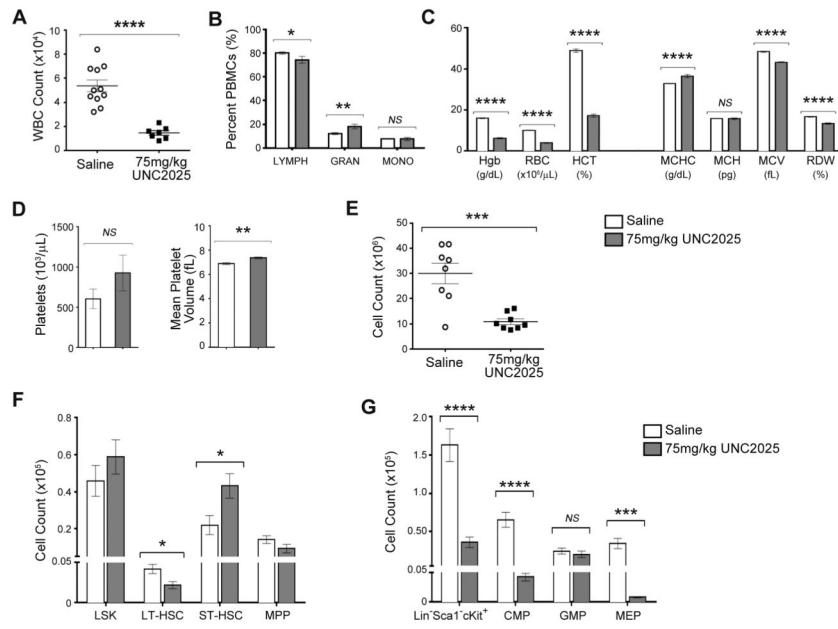 A
WBC Count (x10⁴)
10
8
6
4
2
0
****
Saline
75mg/kg
UNC2025
B
Percent PBMCs (%)
100
80
60
40
20
0
*
**
NS
LYMPH
GRAN
MONO
C
60
40
20
0
****
****
****
****
NS
****
****
Hgb
(g/dL)
RBC
(x10⁶/µL)
HCT
(%)
MCHC
(g/dL)
MCH
(pg)
MCV
(fL)
RDW
(%)
D
Platelets (10³/µL)
1500
1000
500
0
NS
Mean Platelet
Volume (fL)
10
8
6
4
2
0
**
E
Cell Count (x10⁶)
50
40
30
20
10
0
***
Saline
75mg/kg
UNC2025
Saline
75mg/kg UNC2025
F
Cell Count (x10⁵)
0.8
0.6
0.4
0.2
0.05
0
*
*
LSK
LT-HSC
ST-HSC
MPP
G
Cell Count (x10⁵)
2.0
1.5
1.0
0.50
0.05
0
****
****
NS
***
Lin⁻Sca1⁻cKit⁺
CMP
GMP
MEP
Saline
75mg/kg UNC2025